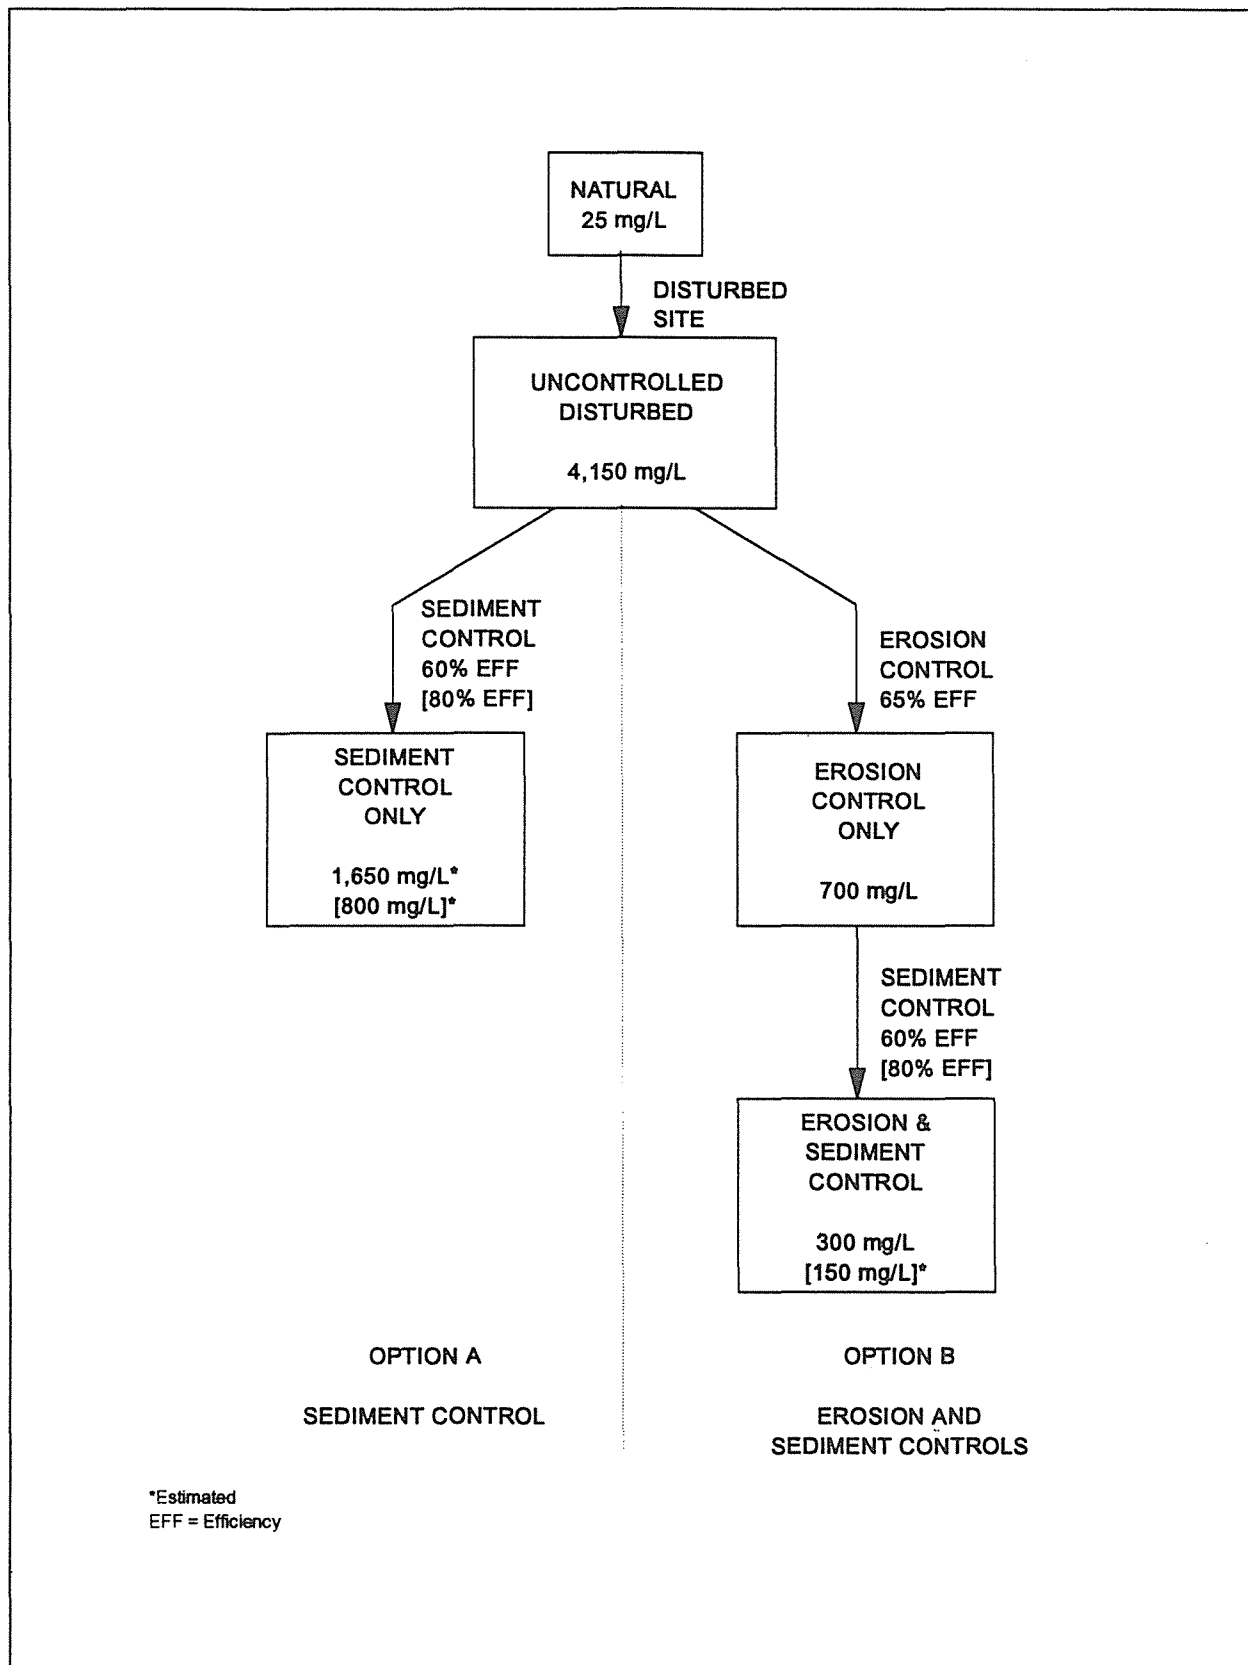 NATURAL
25 mg/L
DISTURBED
SITE
UNCONTROLLED
DISTURBED
4,150 mg/L
SEDIMENT
CONTROL
60% EFF
[80% EFF]
EROSION
CONTROL
65% EFF
SEDIMENT
CONTROL
ONLY
1,650 mg/L*
[800 mg/L]*
EROSION
CONTROL
ONLY
700 mg/L
SEDIMENT
CONTROL
60% EFF
[80% EFF]
EROSION &
SEDIMENT
CONTROL
300 mg/L
[150 mg/L]*
OPTION A
SEDIMENT CONTROL
OPTION B
EROSION AND
SEDIMENT CONTROLS
*Estimated
EFF = Efficiency